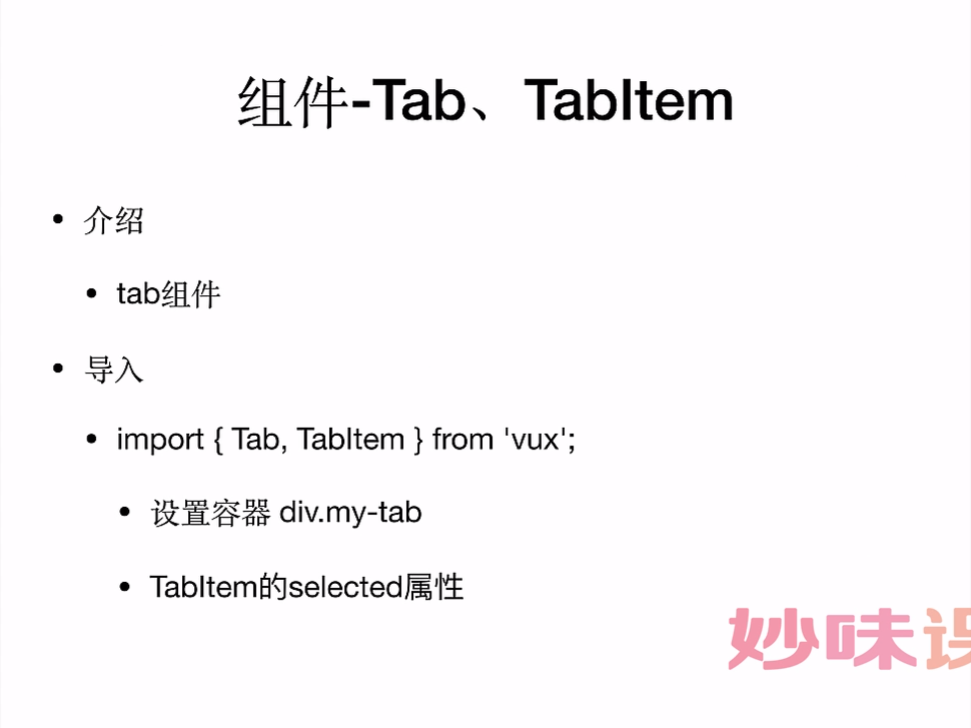 组件-Tab、TabItem
• 介绍
• tab组件
• 导入
• import { Tab, TabItem } from 'vux';
• 设置容器 div.my-tab
• TabItem的selected属性
妙味